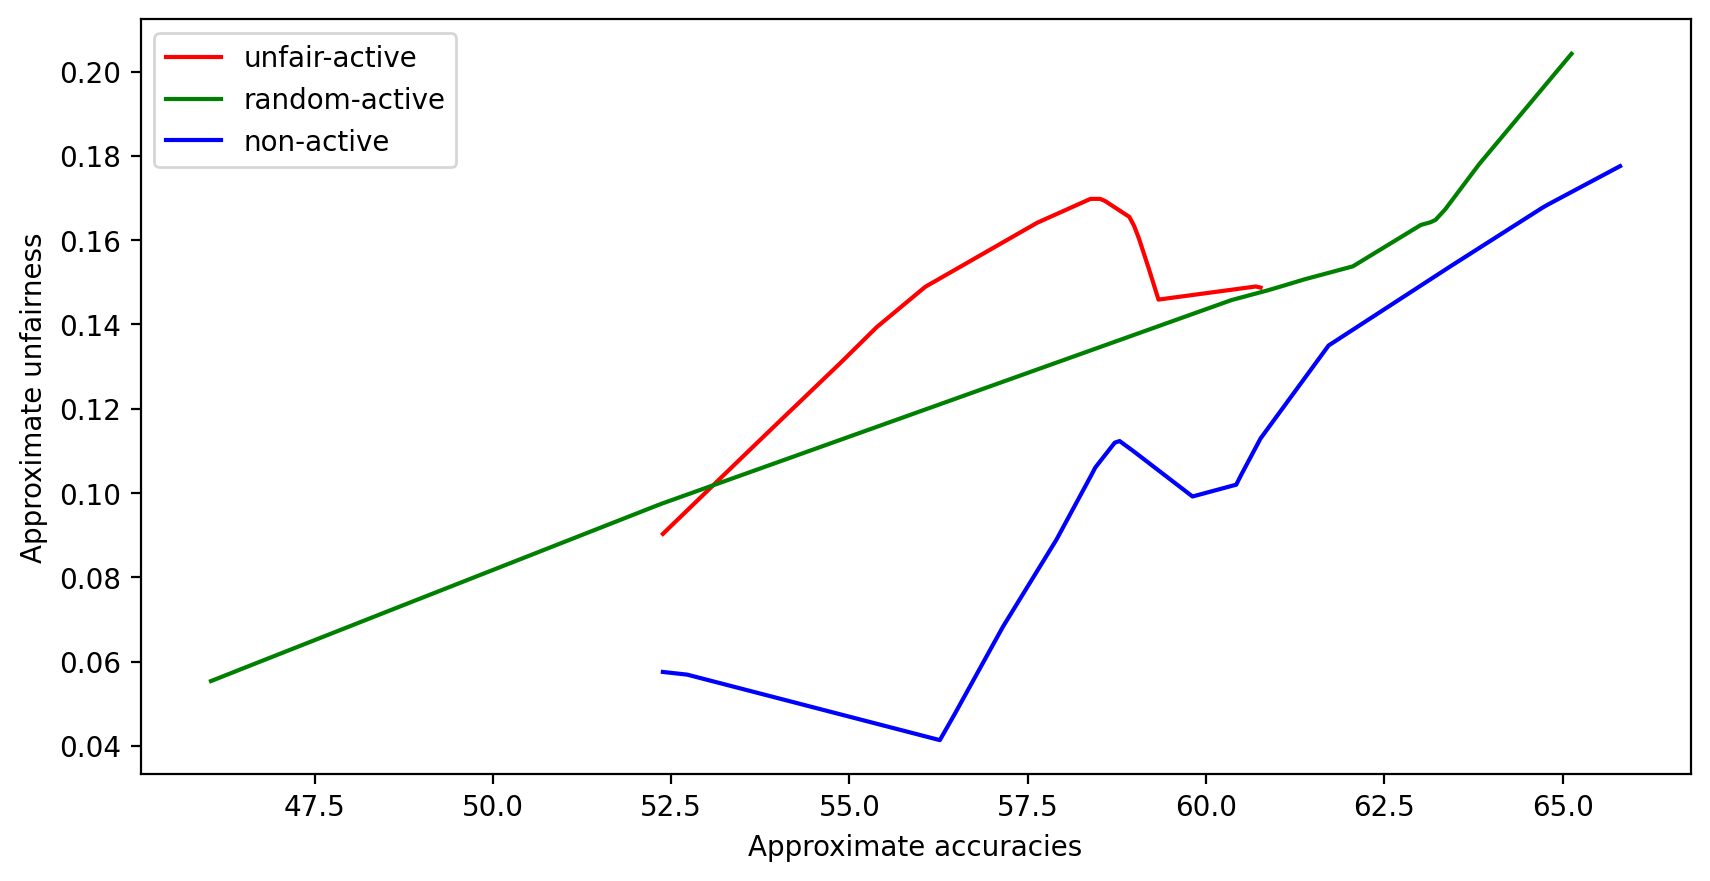 unfair-active
random-active
non-active
0.20
0.18
0.16
0.14
0.12
0.10
0.08
0.06
0.04
Approximate unfairness
47.5 50.0 52.5 55.0 57.5 60.0 62.5 65.0
Approximate accuracies